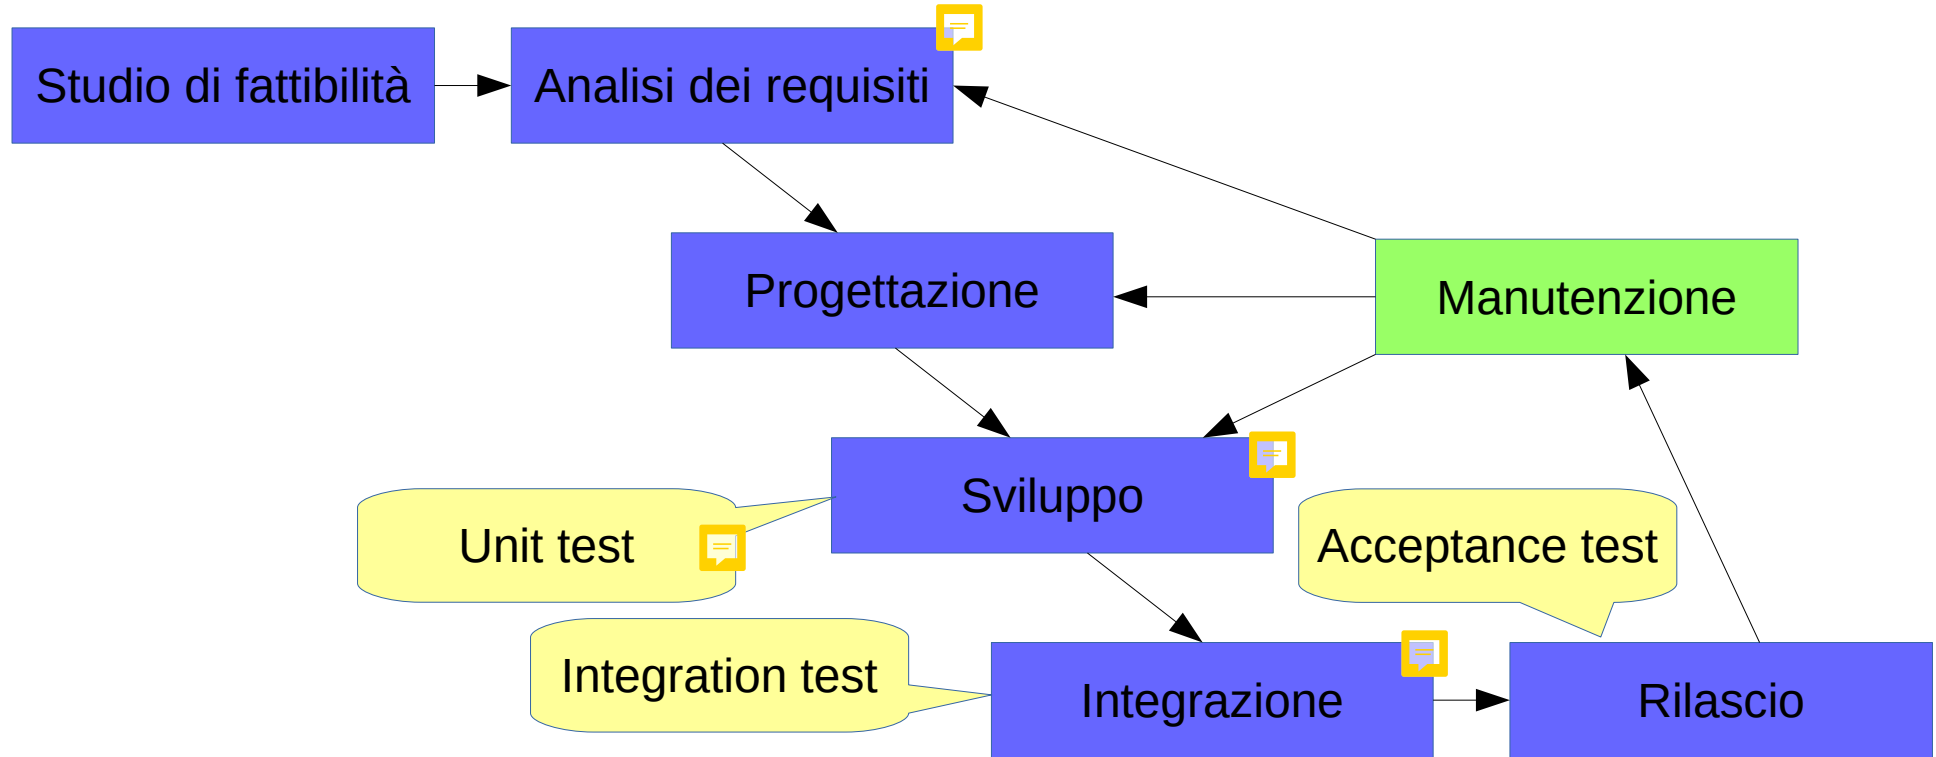 Studio di fattibilità
Analisi dei requisiti
Progettazione
Manutenzione
Sviluppo
Unit test
Acceptance test
Integration test
Integrazione
Rilascio